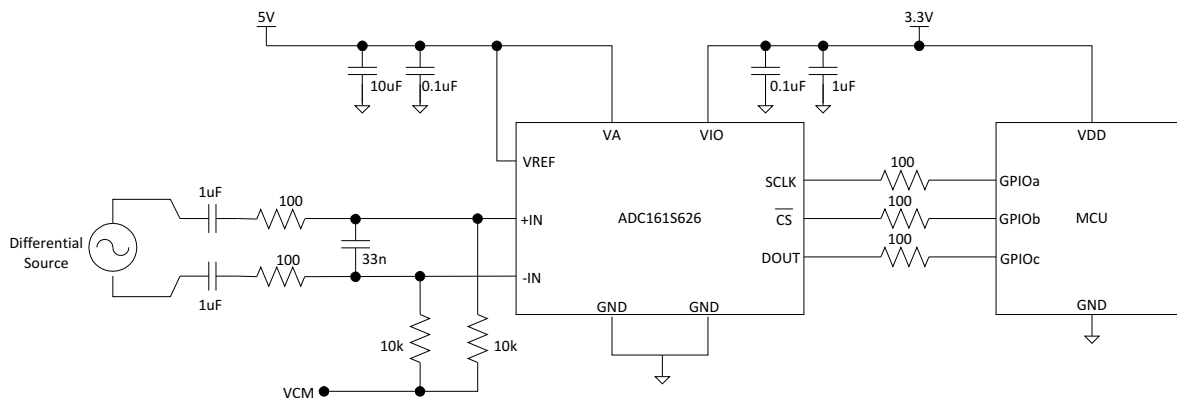 5V
3.3V
10uF
0.1uF
0.1uF
1uF
VA
VIO
VDD
VREF
SCLK
100
GPIOa
1uF
100
+IN
ADC161S626
CS
100
GPIOb
MCU
Differential
Source
33n
DOUT
100
GPIOc
100
-IN
1uF
GND
GND
GND
10k
10k
VCM